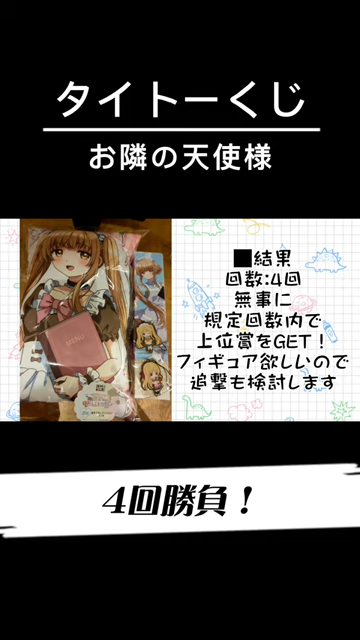 タイトーくじ
お隣の天使様
■結果
回数:4回
無事に
規定回数内で
上位賞をGET！
フィギュア欲しいので
追撃も検討します
MENU
4回勝負！